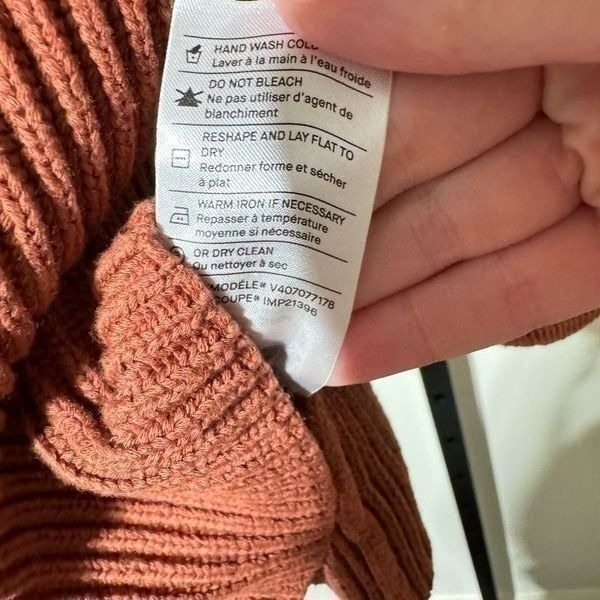 HAND WASH COLD
Laver à la main à l'eau froide
DO NOT BLEACH
Ne pas utiliser d'agent de
blanchiment
RESHAPE AND LAY FLAT TO
DRY
Redonner forme et sécher
à plat
WARM IRON IF NECESSARY
Repasser à température
moyenne si nécessaire
OR DRY CLEAN
Ou nettoyer à sec
MODÉLE# V407077178
COUPE# IMP21396